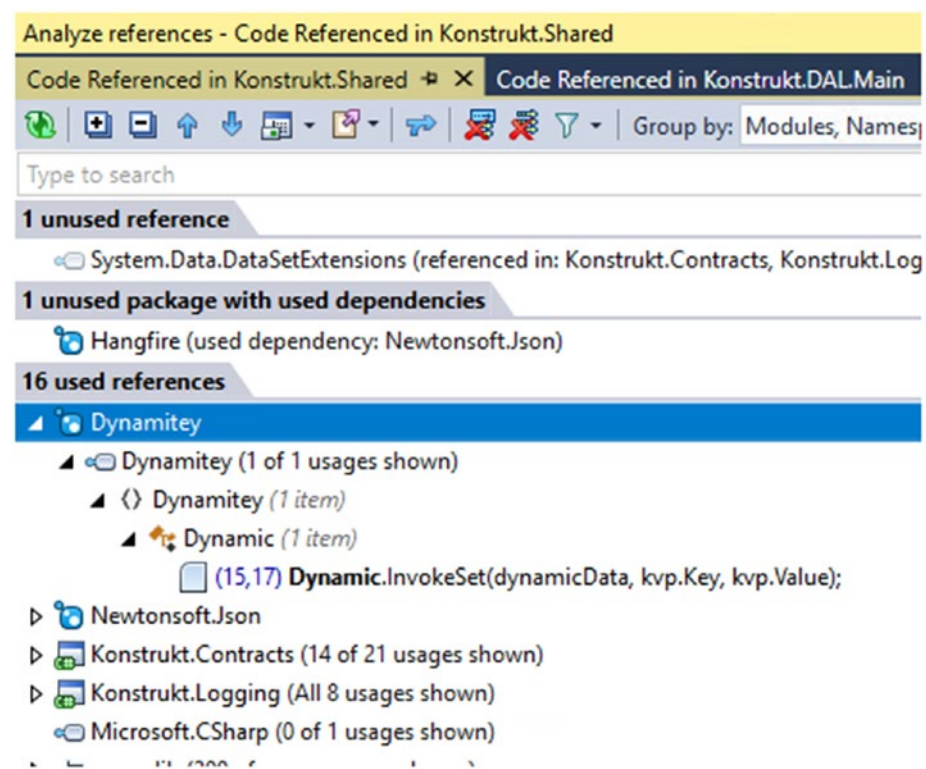 Analyze references - Code Referenced in Konstrukt.Shared
Code Referenced in Konstrukt.Shared Code Referenced in Konstrukt.DAL.Main
Group by: Modules, Names
Type to search
1 unused reference
System.Data.DataSetExtensions (referenced in: Konstrukt.Contracts, Konstrukt.Log
1 unused package with used dependencies
Hangfire (used dependency: Newtonsoft.Json)
16 used references
Dynamitey
Dynamitey (1 of 1 usages shown)
Dynamitey (1 item)
Dynamic (1 item)
(15,17) Dynamic.InvokeSet(dynamicData, kvp.Key, kvp.Value);
Newtonsoft.Json
Konstrukt.Contracts (14 of 21 usages shown)
Konstrukt.Logging (All 8 usages shown)
Microsoft.CSharp (0 of 1 usages shown)